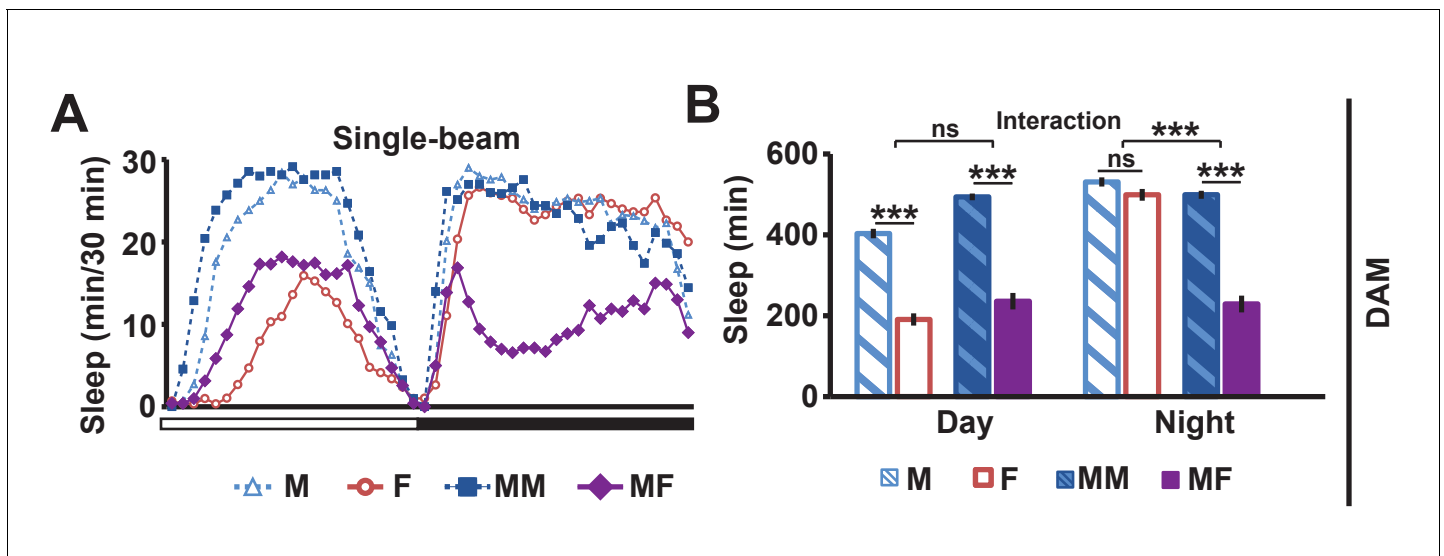 A
Single-beam
Sleep (min/30 min)
30
20
10
0
M F MM MF
B
Interaction
ns ***
ns
*** *** ***
Sleep (min)
600
400
200
0
Day Night
M F MM MF
DAM